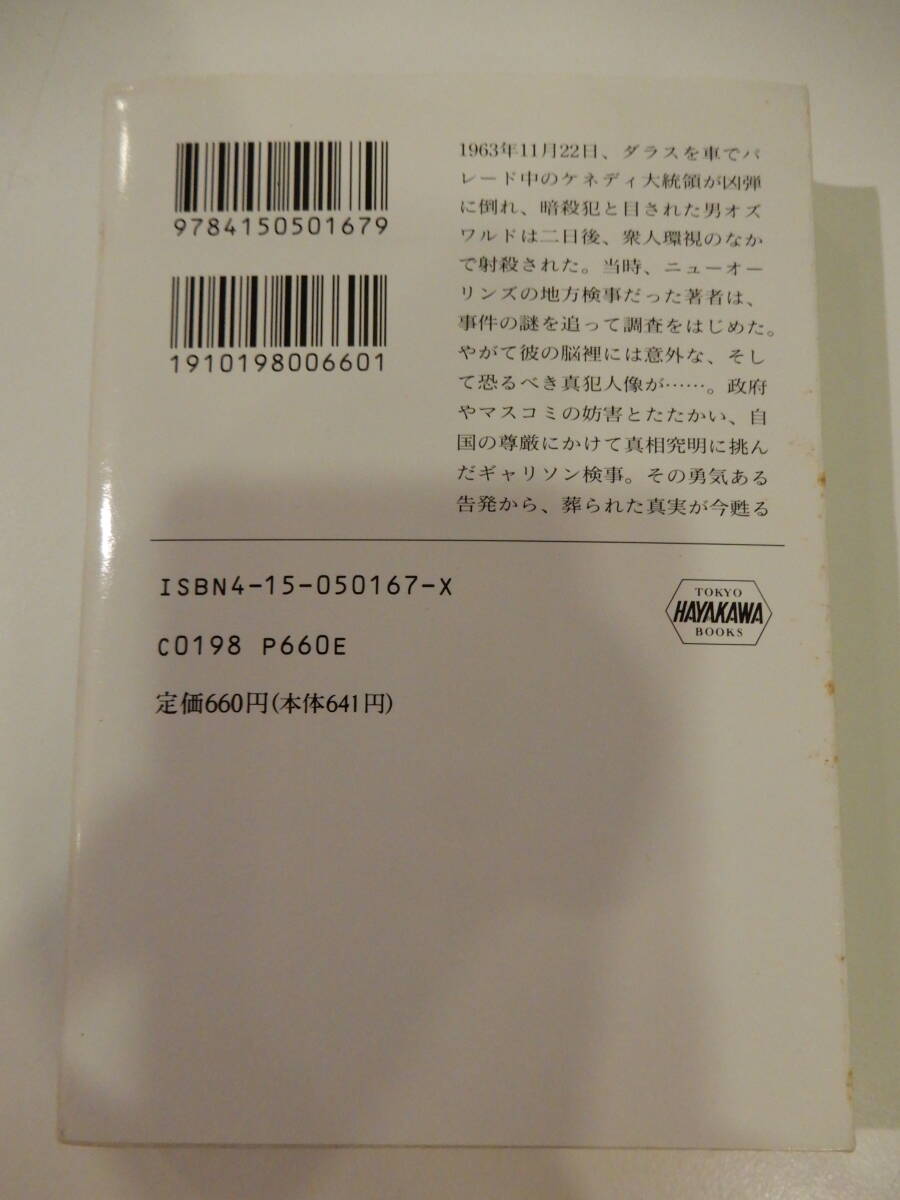 9784150501679
1910198006601
1963年11月22日、ダラスを車でパ
レード中のケネディ大統領が凶弾
に倒れ、暗殺犯と目された男オズ
ワルドは二日後、衆人環視のなか
で射殺された。当時、ニューオー
リンズの地方検事だった著者は、
事件の謎を追って調査をはじめた。
やがて彼の脳裡には意外な、そし
て恐るべき真犯人像が……。政府
やマスコミの妨害とたたかい、自
国の尊厳にかけて真相究明に挑ん
だギャリソン検事。その勇気ある
告発から、葬られた真実が今甦る
ISBN4-15-050167-X
C0198 P660E
定価660円(本体641円)
TOKYO
HAYAKAWA
BOOKS